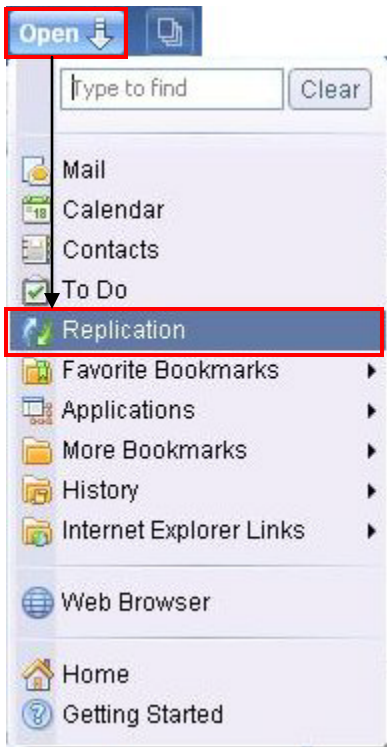 Open
Type to find Clear
Mail
18
Calendar
Contacts
To Do
Replication
Favorite Bookmarks
Applications
More Bookmarks
History
Internet Explorer Links
Web Browser
Home
? Getting Started